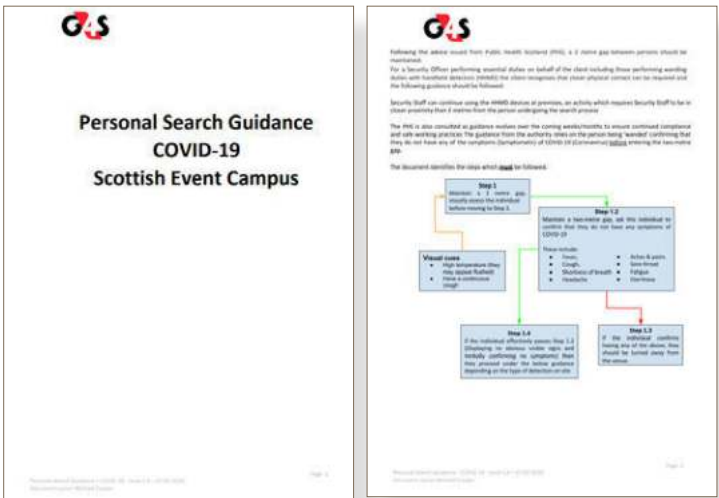 G4S
Personal Search Guidance
COVID-19
Scottish Event Campus
G4S
Following the advice issued from Public Health Scotland (PHS), a 2 metre gap between persons should be
maintained.
For a Security Officer performing essential duties on behalf of the client including those performing wanding
duties with handheld detectors (HHMD) the client recognises that closer physical contact can be required and
the following guidance should be followed:
Security Staff can continue using the HHMD devices at premises, an activity which requires Security Staff to be in
closer proximity than 2 metres from the person undergoing the search process
The PHS is also consulted as guidance evolves over the coming weeks/months to ensure continued compliance
and safe working practices The guidance from the authority relies on the person being 'wanded' confirming that
they do not have any of the symptoms (Symptomatic) of COVID-19 (Coronavirus) before entering the two-metre
gap.
The document identifies the steps which must be followed.
Step 1
Maintain a 2 metre gap,
visually assess the individual
before moving to Step 2.
Step 1.2
Maintain a two-metre gap, ask this individual to
confirm that they do not have any symptoms of
COVID-19
These include:
Fever,
Cough,
Shortness of breath
Headache
Aches & pains
Sore throat
Fatigue
Diarrhoea
Visual cues
High temperature (they
may appear flushed)
Have a continuous
cough
Step 1.4
If the individual effectively passes Step 1.2
(Displaying no obvious visible signs and
verbally confirming no symptoms) then
they proceed under the below guidance
depending on the type of detection on site
Step 1.3
If the individual confirms
having any of the above, they
should be turned away from
the venue